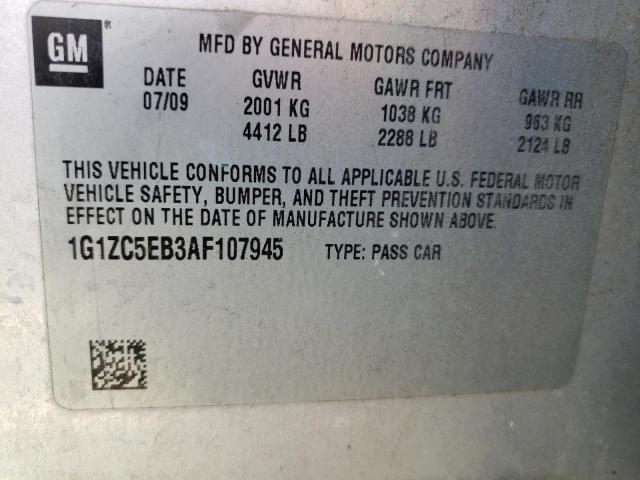 GM ®
MFD BY GENERAL MOTORS COMPANY
DATE GVWR GAWR FRT GAWR RR
07/09 2001 KG 1038 KG 963 KG
4412 LB 2288 LB 2124 LB
THIS VEHICLE CONFORMS TO ALL APPLICABLE U.S. FEDERAL MOTOR
VEHICLE SAFETY, BUMPER, AND THEFT PREVENTION STANDARDS IN
EFFECT ON THE DATE OF MANUFACTURE SHOWN ABOVE.
1G1ZC5EB3AF107945 TYPE: PASS CAR